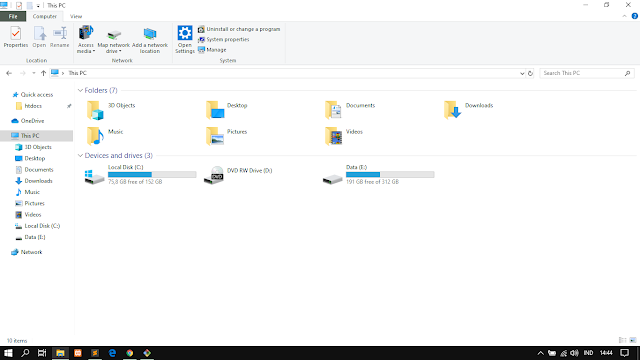 This PC
File Computer View
Properties Open Rename Access media Map network drive Add a network location Open Settings Uninstall or change a program
System properties
Manage
Location Network System
This PC Search This PC
Quick access
htdocs
OneDrive
This PC
3D Objects
Desktop
Documents
Downloads
Music
Pictures
Videos
Local Disk (C:)
Data (E:)
Network
Folders (7)
3D Objects Desktop Documents Downloads
Music Pictures Videos
Devices and drives (3)
Local Disk (C:) DVD RW Drive (D:) Data (E:)
75,8 GB free of 152 GB 191 GB free of 312 GB
10 items
IND 14:44